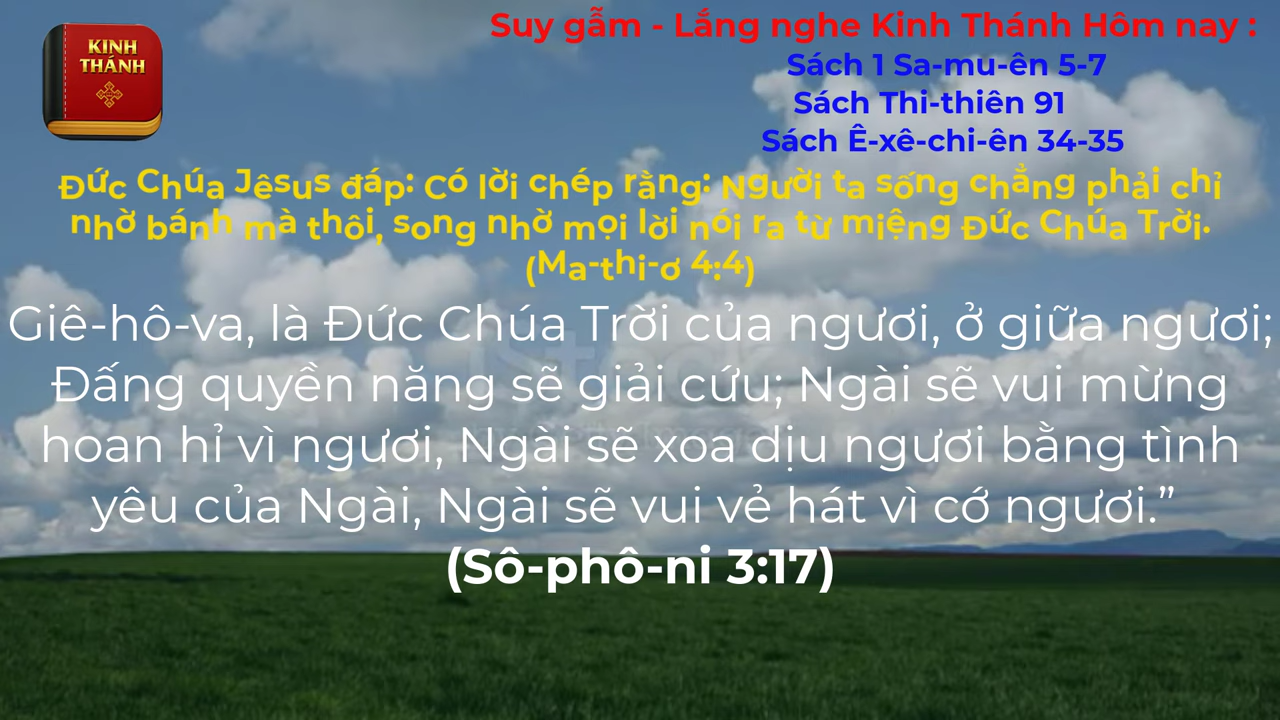 KINH
THÁNH
Suy gẫm - Lắng nghe Kinh Thánh Hôm nay :
Sách 1 Sa-mu-ên 5-7
Sách Thi-thiên 91
Sách Ê-xê-chi-ên 34-35
Đức Chúa Jêsus đáp: Có lời chép rằng: Người ta sống chẳng phải chỉ
nhờ bánh mà thôi, song nhờ mọi lời nói ra từ miệng Đức Chúa Trời.
(Ma-thi-ơ 4:4)
Giê-hô-va, là Đức Chúa Trời của ngươi, ở giữa ngươi;
Đấng quyền năng sẽ giải cứu; Ngài sẽ vui mừng
hoan hỉ vì ngươi, Ngài sẽ xoa dịu ngươi bằng tình
yêu của Ngài, Ngài sẽ vui vẻ hát vì cớ ngươi.”
(Sô-phô-ni 3:17)